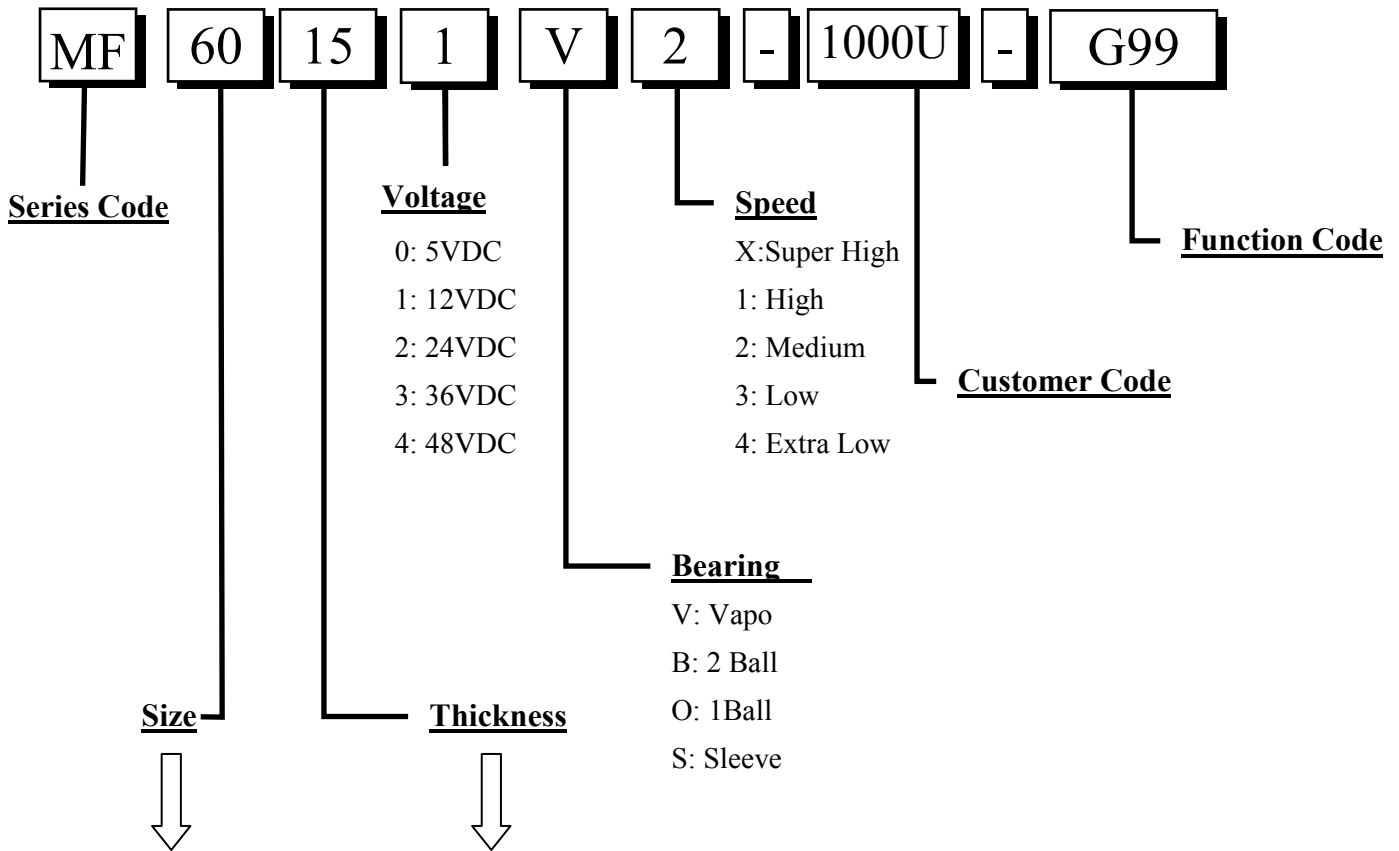 MF 60 15 1 V 2 - 1000U - G99
Series Code
Voltage
0: 5VDC
1: 12VDC
2: 24VDC
3: 36VDC
4: 48VDC
Speed
X:Super High
1: High
2: Medium
3: Low
4: Extra Low
Function Code
Customer Code
Bearing
V: Vapo
B: 2 Ball
O: 1Ball
S: Sleeve
Size
Thickness